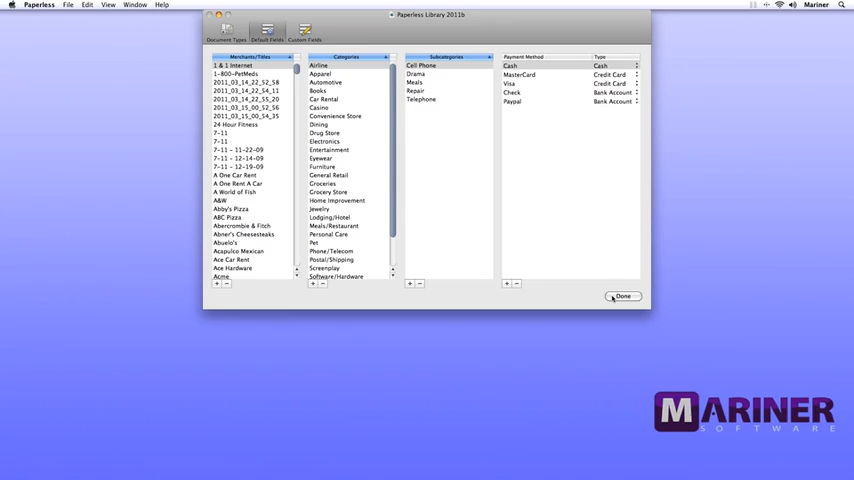 Paperless File Edit View Window Help
Mariner
Paperless Library 2011b
Document Types Default Fields Custom Fields
Merchants/Titles
1 & 1 Internet
1-800-PetMeds
2011_03_14_22_52_58
2011_03_14_22_54_11
2011_03_14_22_55_20
2011_03_15_00_52_56
2011_03_15_00_54_35
24 Hour Fitness
7-11
7-11
7-11 - 11-22-09
7-11 - 12-14-09
7-11 - 12-19-09
A One Car Rent
A One Rent A Car
A World of Fish
A&W
Abby's Pizza
ABC Pizza
Abercrombie & Fitch
Abner's Cheesesteaks
Abuelo's
Acapulco Mexican
Ace Car Rental
Ace Hardware
Acme
Categories
Airline
Apparel
Automotive
Books
Car Rental
Casino
Convenience Store
Dining
Drug Store
Electronics
Entertainment
Eyewear
Furniture
General Retail
Groceries
Grocery Store
Home Improvement
Jewelry
Lodging/Hotel
Meals/Restaurant
Personal Care
Pet
Phone/Telecom
Postal/Shipping
Screenplay
Software/Hardware
Subcategories
Cell Phone
Drama
Meals
Repair
Telephone
Payment Method Type
Cash Cash
MasterCard Credit Card
Visa Credit Card
Check Bank Account
Paypal Bank Account
+ - + - + - + -
Done
MARINER
SOFTWARE